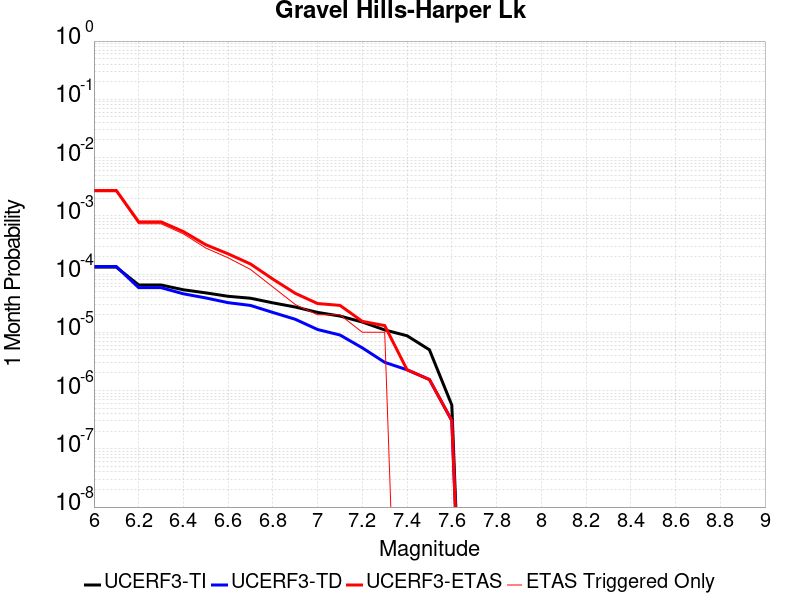 Gravel Hills-Harper Lk
10^0
10^-1
10^-2
10^-3
10^-4
10^-5
10^-6
10^-7
10^-8
1 Month Probability
6 6.2 6.4 6.6 6.8 7 7.2 7.4 7.6 7.8 8 8.2 8.4 8.6 8.8 9
Magnitude
UCERF3-TI UCERF3-TD UCERF3-ETAS ETAS Triggered Only